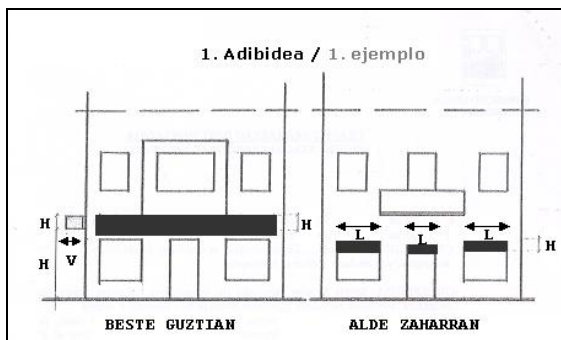 1. Adibidea / 1. ejemplo
H
H
V
H
L
L
L
H
BESTE GUZTIAN
ALDE ZAHARRAN